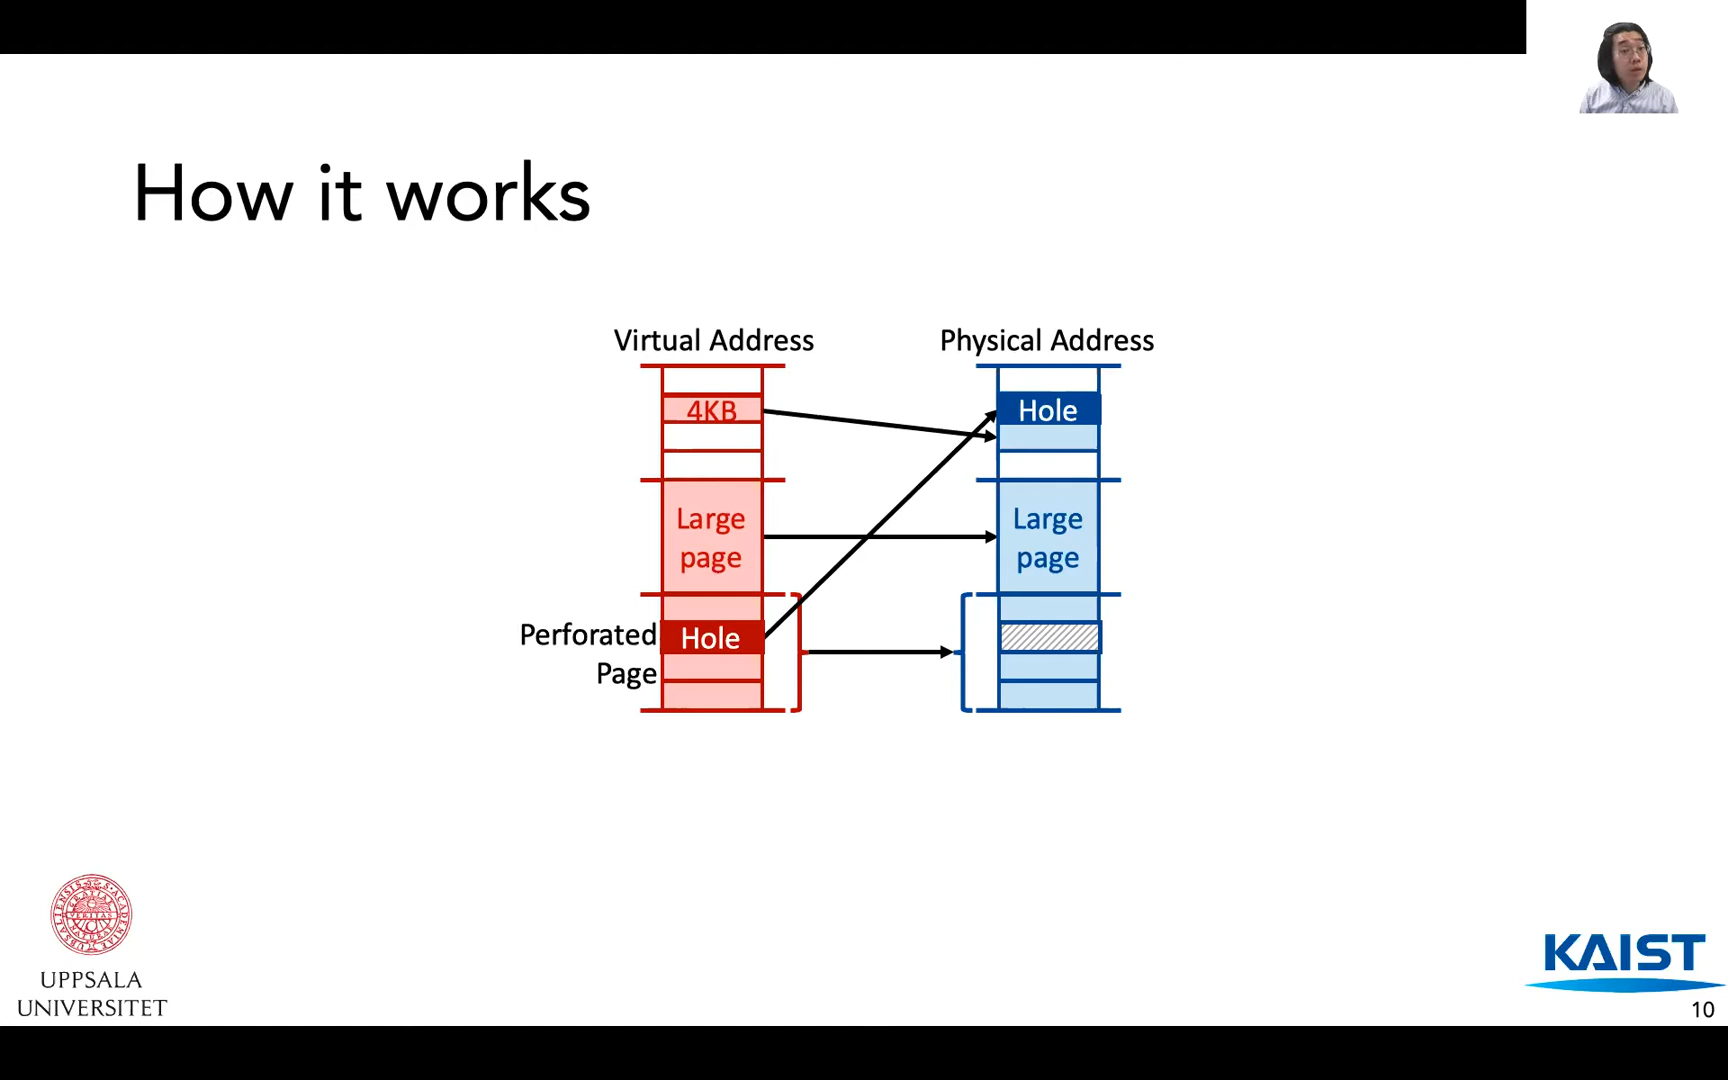 How it works
Virtual Address
Physical Address
4KB
Hole
Large
page
Large
page
Perforated
Page
Hole
UPPSALA
UNIVERSITET
KAIST
10